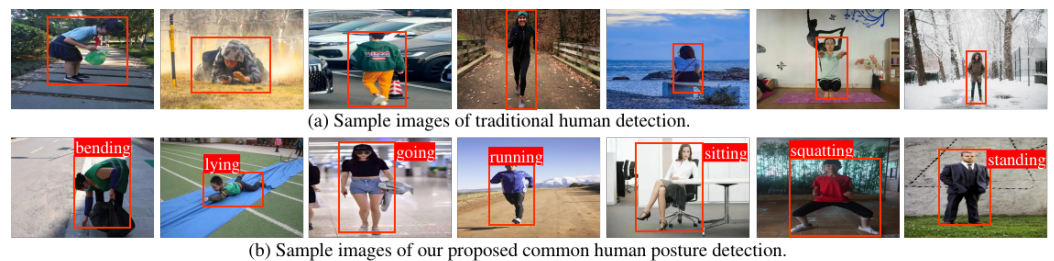 (a) Sample images of traditional human detection.
bending
lying
going
running
sitting
squatting
standing
(b) Sample images of our proposed common human posture detection.